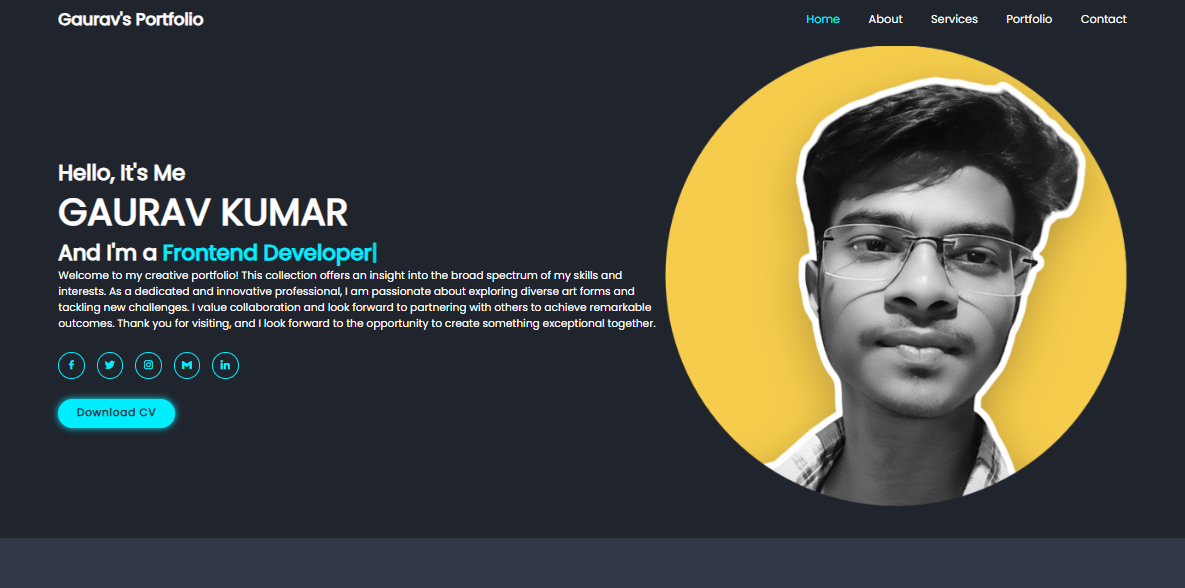 Gaurav's Portfolio
Home About Services Portfolio Contact
Hello, It's Me
GAURAV KUMAR
And I'm a Frontend Developer|
Welcome to my creative portfolio! This collection offers an insight into the broad spectrum of my skills and
interests. As a dedicated and innovative professional, I am passionate about exploring diverse art forms and
tackling new challenges. I value collaboration and look forward to partnering with others to achieve remarkable
outcomes. Thank you for visiting, and I look forward to the opportunity to create something exceptional together.
Download CV